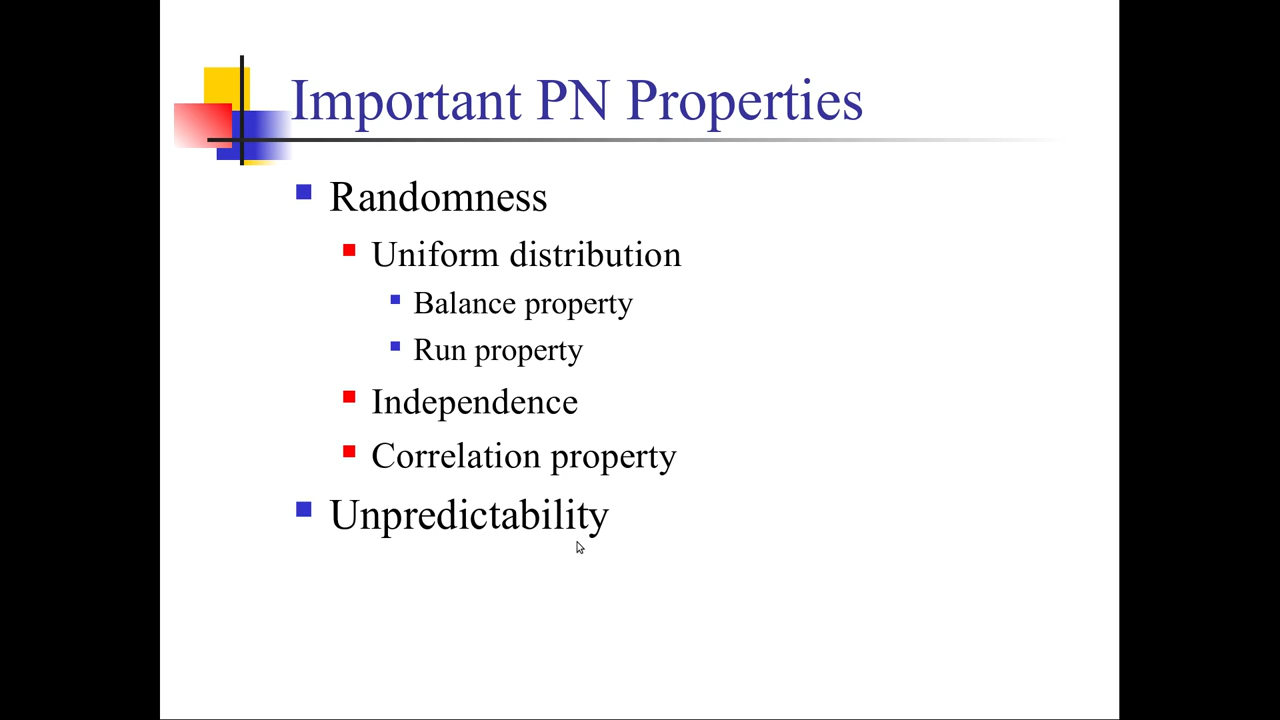 Important PN Properties
Randomness
Uniform distribution
Balance property
Run property
Independence
Correlation property
Unpredictability